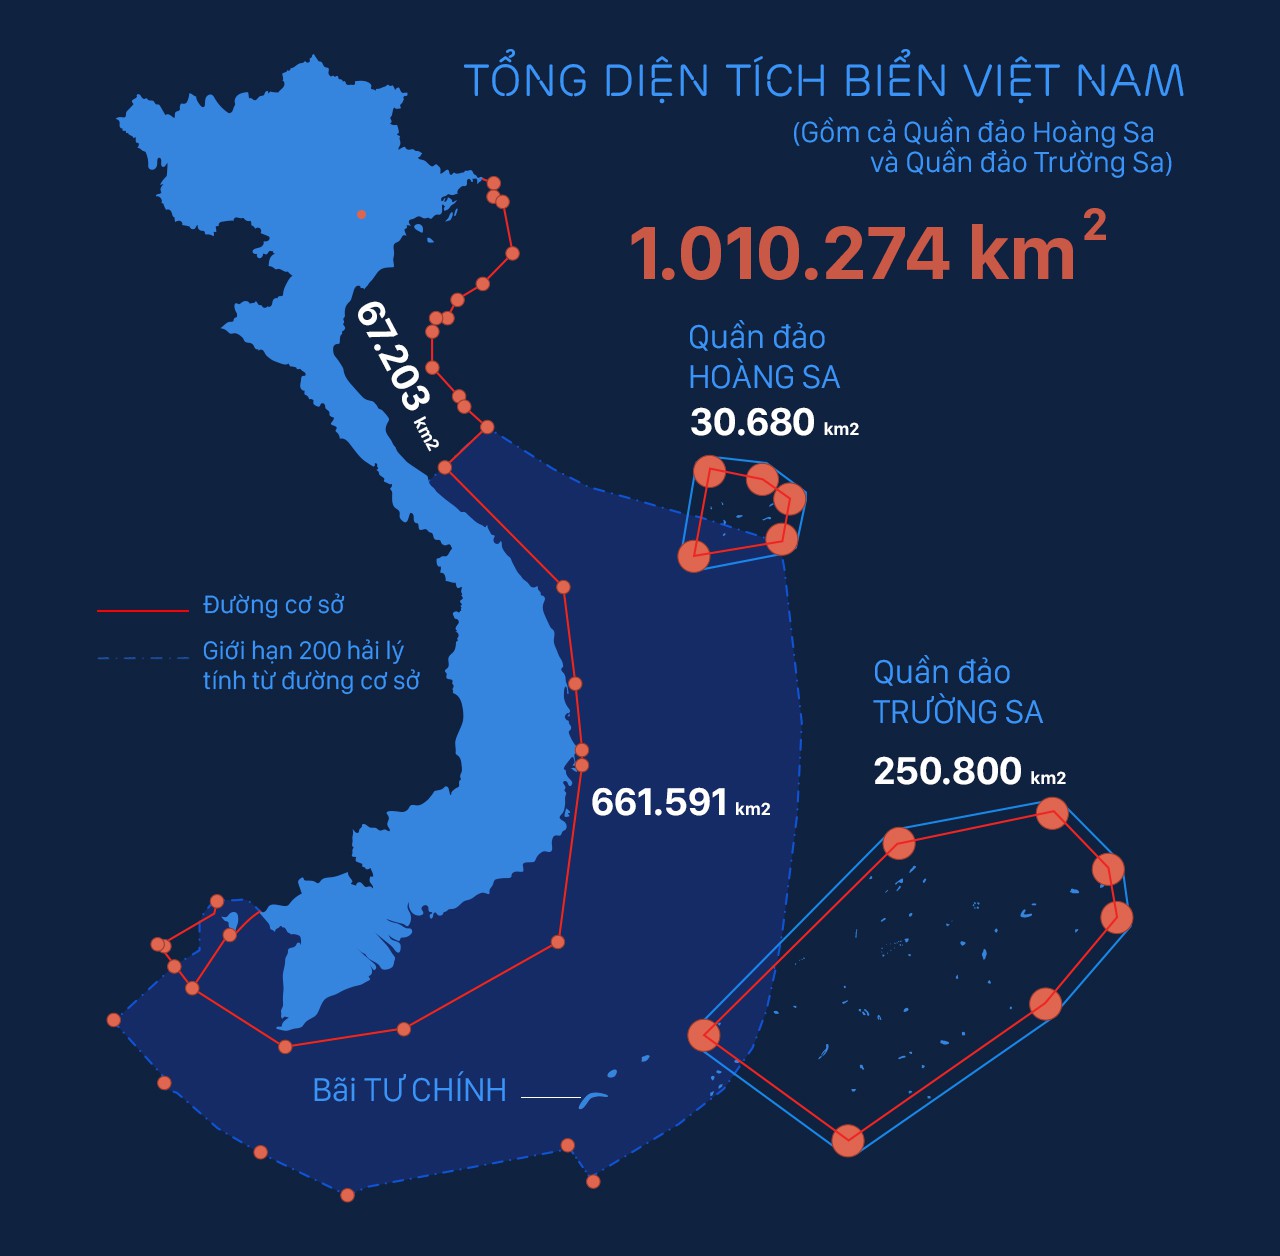 TỔNG DIỆN TÍCH BIỂN VIỆT NAM
(Gồm cả Quần đảo Hoàng Sa
và Quần đảo Trường Sa)
1.010.274 km²
67.203 km2
Quần đảo
HOÀNG SA
30.680 km2
Đường cơ sở
Giới hạn 200 hải lý
tính từ đường cơ sở
Quần đảo
TRƯỜNG SA
250.800 km2
661.591 km2
Bãi TƯ CHÍNH